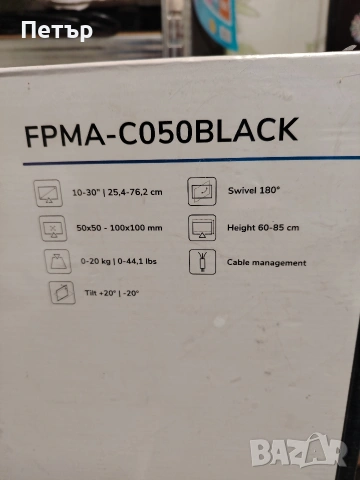 Петър
FPMA-C050BLACK
10-30" | 25,4-76,2 cm
Swivel 180°
50x50 - 100x100 mm
Height 60-85 cm
0-20 kg | 0-44,1 lbs
Cable management
Tilt +20° | -20°
BAZAR